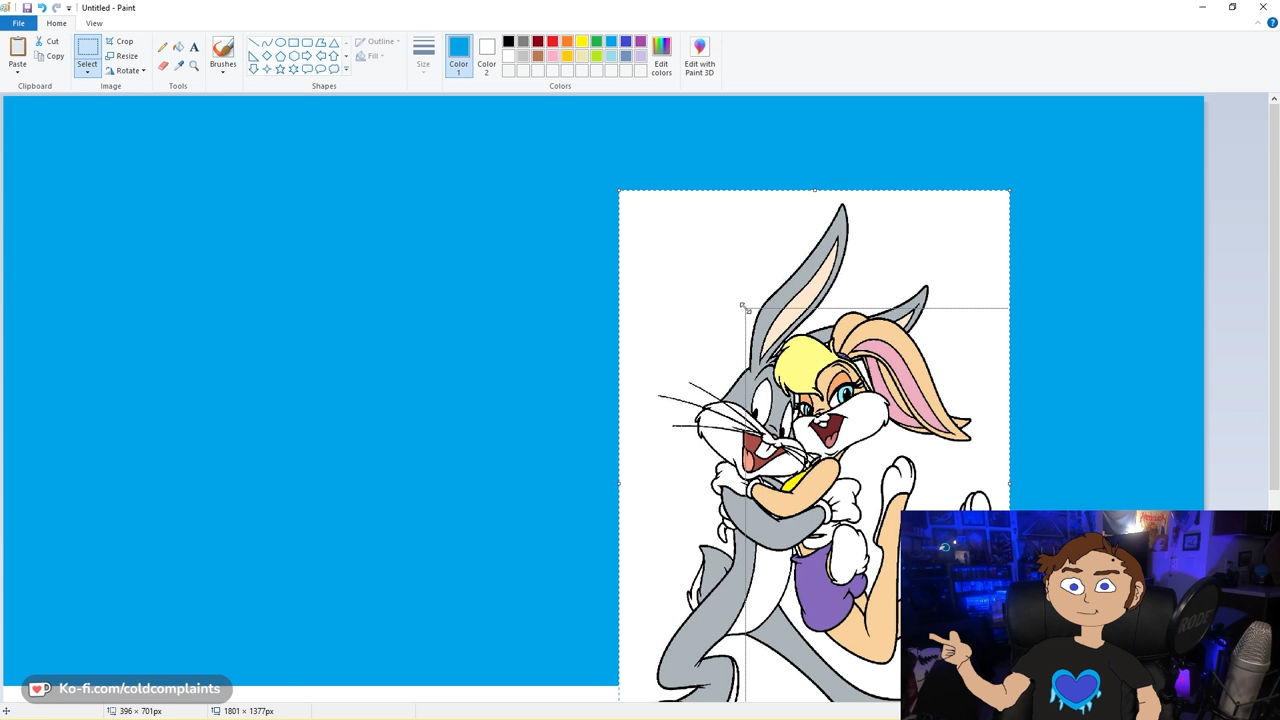 Untitled - Paint
File Home View
Paste
Cut
Copy
Clipboard
Select
Crop
Resize
Rotate
Image
A
Tools
Brushes
Outline
Fill
Shapes
Size
Color
1
Color
2
Edit
colors
Colors
Edit with
Paint 3D
RODE
Ko-fi.com/coldcomplaints
396 × 701px 1801 × 1377px